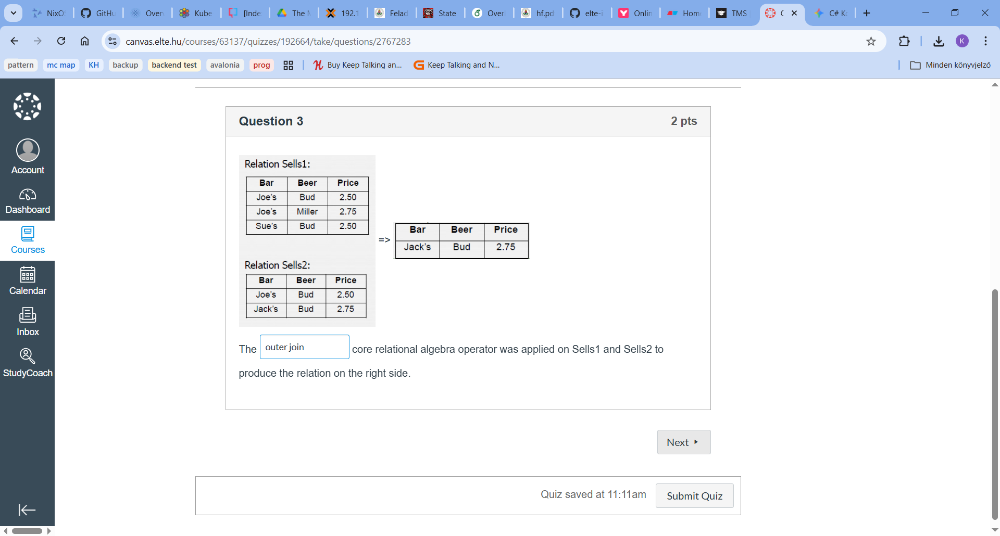 NixO
GitHu
Over
Kube
[Inde
The
192.1
Felad
State
Over
hf.pd
elte-i
Onlin
Hom
TMS
C# K
canvas.elte.hu/courses/63137/quizzes/192664/take/questions/2767283
K
pattern
mc map
KH
backup
backend test
avalonia
prog
Buy Keep Talking an...
Keep Talking and N...
Minden könyvjelző
Account
Dashboard
Courses
Calendar
Inbox
StudyCoach
Question 3
2 pts
Relation Sells1:
Bar Beer Price
Joe's Bud 2.50
Joe's Miller 2.75
Sue's Bud 2.50
Relation Sells2:
Bar Beer Price
Joe's Bud 2.50
Jack's Bud 2.75
=>
Bar Beer Price
Jack's Bud 2.75
The outer join core relational algebra operator was applied on Sells1 and Sells2 to
produce the relation on the right side.
Next
Quiz saved at 11:11am
Submit Quiz